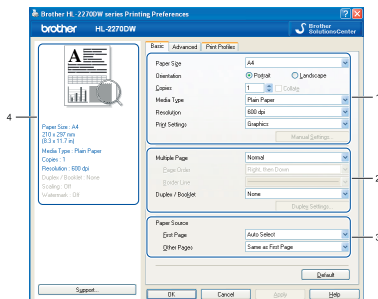 Brother HL-2270DW series Printing Preferences
brother HL-2270DW
Brother
SolutionsCenter
Basic Advanced Print Profiles
Paper Size A4
Orientation Portrait Landscape
Copies 1 Collate
Media Type Plain Paper
Resolution 600 dpi
Print Settings Graphics
Manual Settings...
1
4
Paper Size : A4
210 x 297 mm
(8.3 x 11.7 in)
Media Type : Plain Paper
Copies : 1
Resolution : 600 dpi
Duplex / Booklet : None
Scaling : Off
Watermark : Off
Multiple Page Normal
Page Order Right, then Down
Border Line
Duplex / Booklet None
Duplex Settings...
2
Paper Source
First Page Auto Select
Other Pages Same as First Page
3
Default
Support...
OK Cancel Apply Help